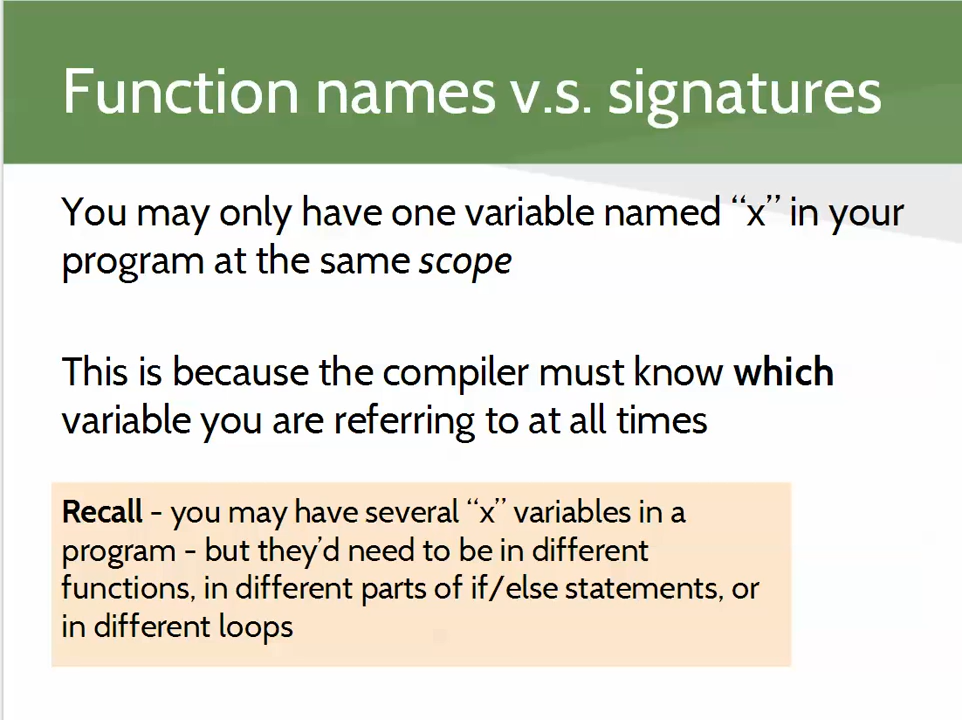 Function names v.s. signatures
You may only have one variable named “x” in your
program at the same scope
This is because the compiler must know which
variable you are referring to at all times
Recall - you may have several “x” variables in a
program - but they’d need to be in different
functions, in different parts of if/else statements, or
in different loops